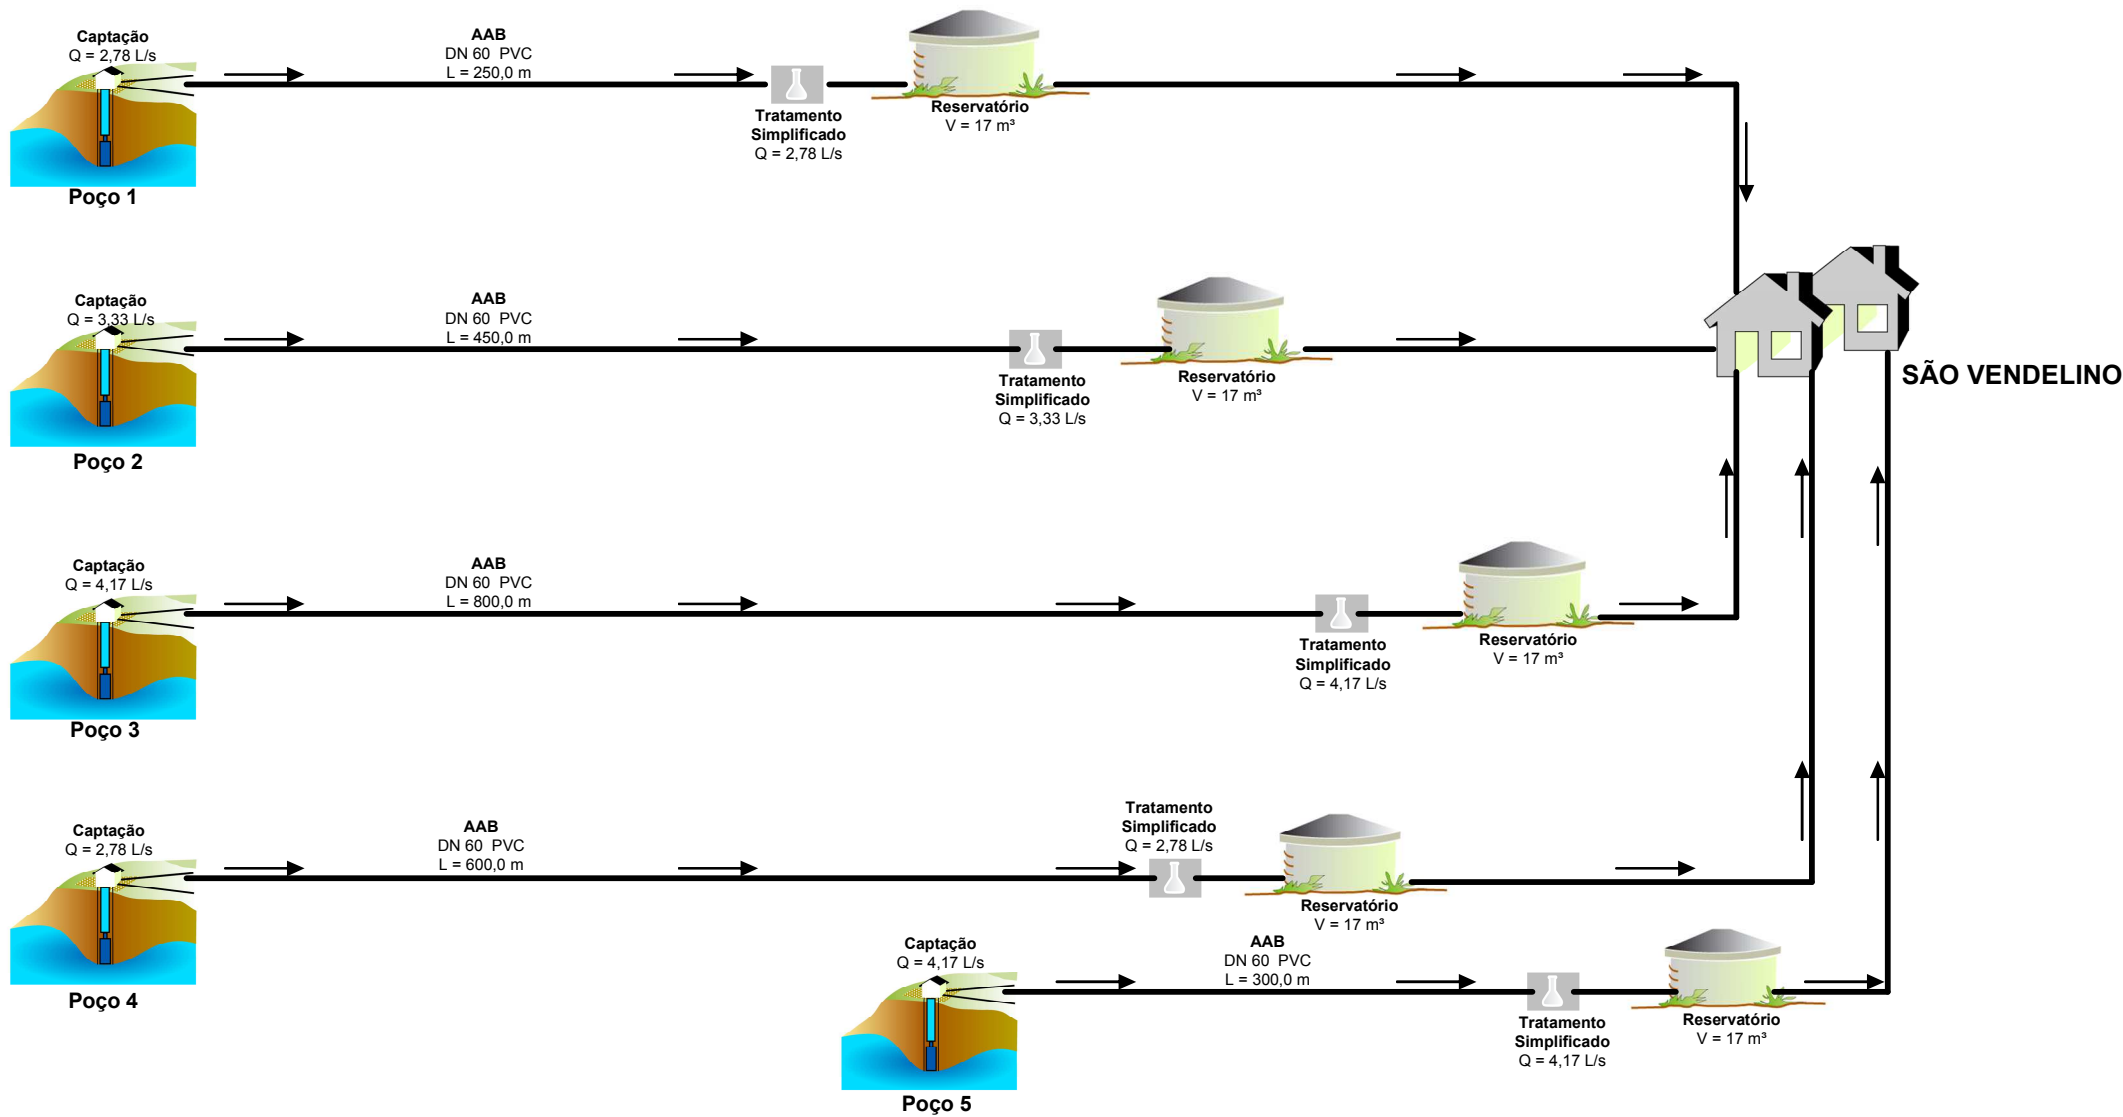 Captação
Q = 2,78 L/s
AAB
DN 60  PVC
L = 250,0 m
Tratamento
Simplificado
Q = 2,78 L/s
Reservatório
V = 17 m³
Poço 1
Captação
Q = 3,33 L/s
AAB
DN 60  PVC
L = 450,0 m
Tratamento
Simplificado
Q = 3,33 L/s
Reservatório
V = 17 m³
SÃO VENDELINO
Poço 2
Captação
Q = 4,17 L/s
AAB
DN 60  PVC
L = 800,0 m
Tratamento
Simplificado
Q = 4,17 L/s
Reservatório
V = 17 m³
Poço 3
Captação
Q = 2,78 L/s
AAB
DN 60  PVC
L = 600,0 m
Tratamento
Simplificado
Q = 2,78 L/s
Reservatório
V = 17 m³
Poço 4
Captação
Q = 4,17 L/s
AAB
DN 60  PVC
L = 300,0 m
Tratamento
Simplificado
Q = 4,17 L/s
Reservatório
V = 17 m³
Poço 5